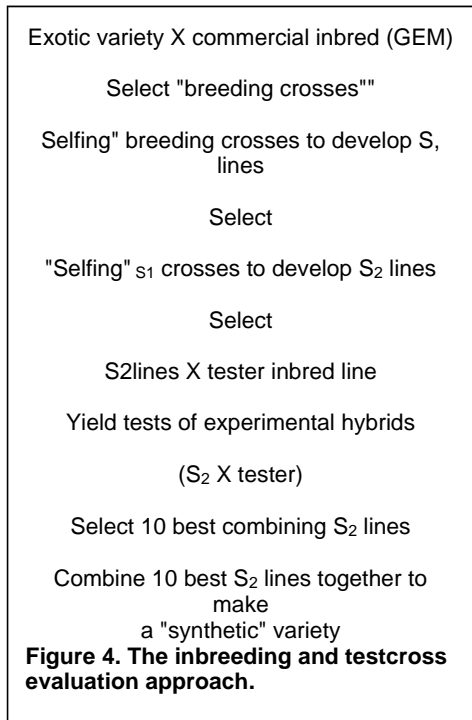 Exotic variety X commercial inbred (GEM)
Select "breeding crosses""
Selfing" breeding crosses to develop S,
lines
Select
"Selfing" S1 crosses to develop S2 lines
Select
S2lines X tester inbred line
Yield tests of experimental hybrids
(S2 X tester)
Select 10 best combining S2 lines
Combine 10 best S2 lines together to
make
a "synthetic" variety
Figure 4. The inbreeding and testcross
evaluation approach.